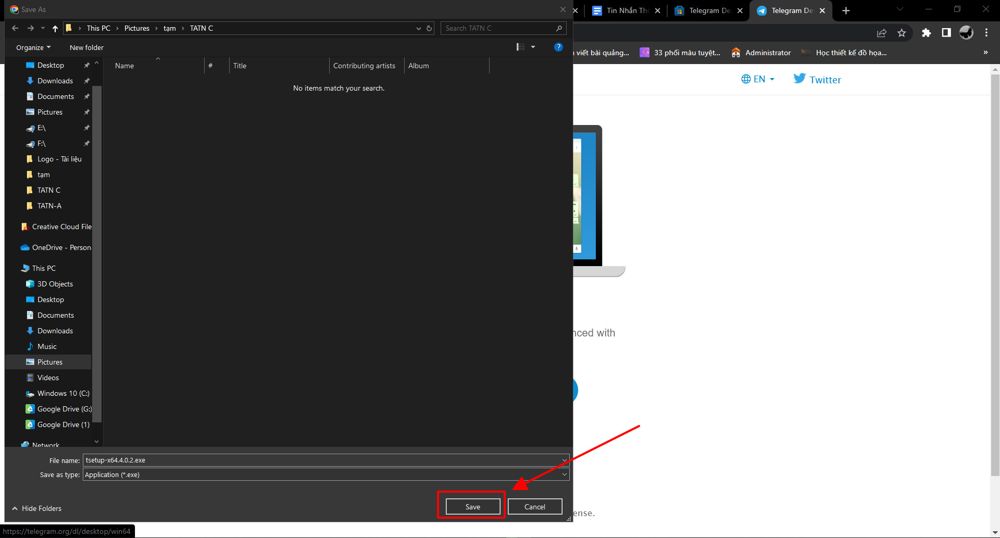 Save As
Tin Nhắn Th
Telegram De
Telegram De
This PC
Pictures
tạm
TATN C
Search TATN C
Organize
New folder
viết bài quảng...
33 phối màu tuyệt...
Administrator
Học thiết kế đồ họa...
Name
#
Title
Contributing artists
Album
No items match your search.
EN
Twitter
Desktop
Downloads
Documents
Pictures
E:\
F:\
Logo - Tài liệu
tạm
TATN C
TATN-A
Creative Cloud File
OneDrive - Person
This PC
3D Objects
Desktop
Documents
Downloads
Music
Pictures
Videos
Windows 10 (C:)
Google Drive (G:)
Google Drive (1)
Network
nced with
File name:
tsetup-x64.4.0.2.exe
Save as type:
Application (*.exe)
Hide Folders
Save
Cancel
ense.
https://telegram.org/dl/desktop/win64